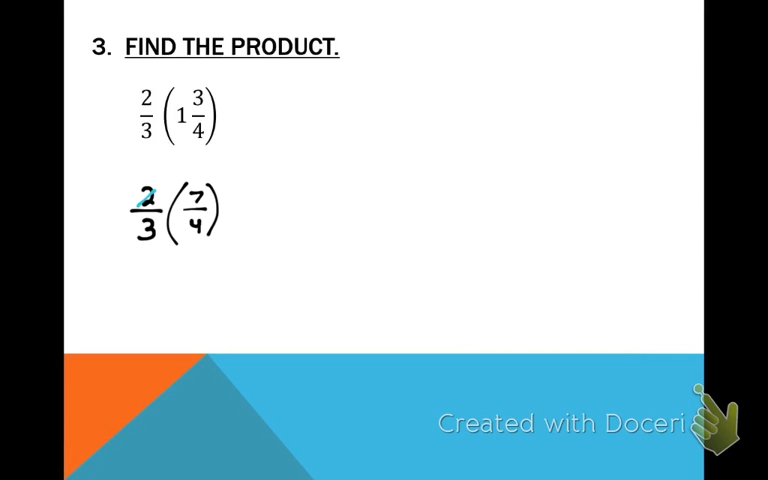 3. FIND THE PRODUCT.
2/3 (1 3/4)
2/3 (7/4)
Created with Doceri